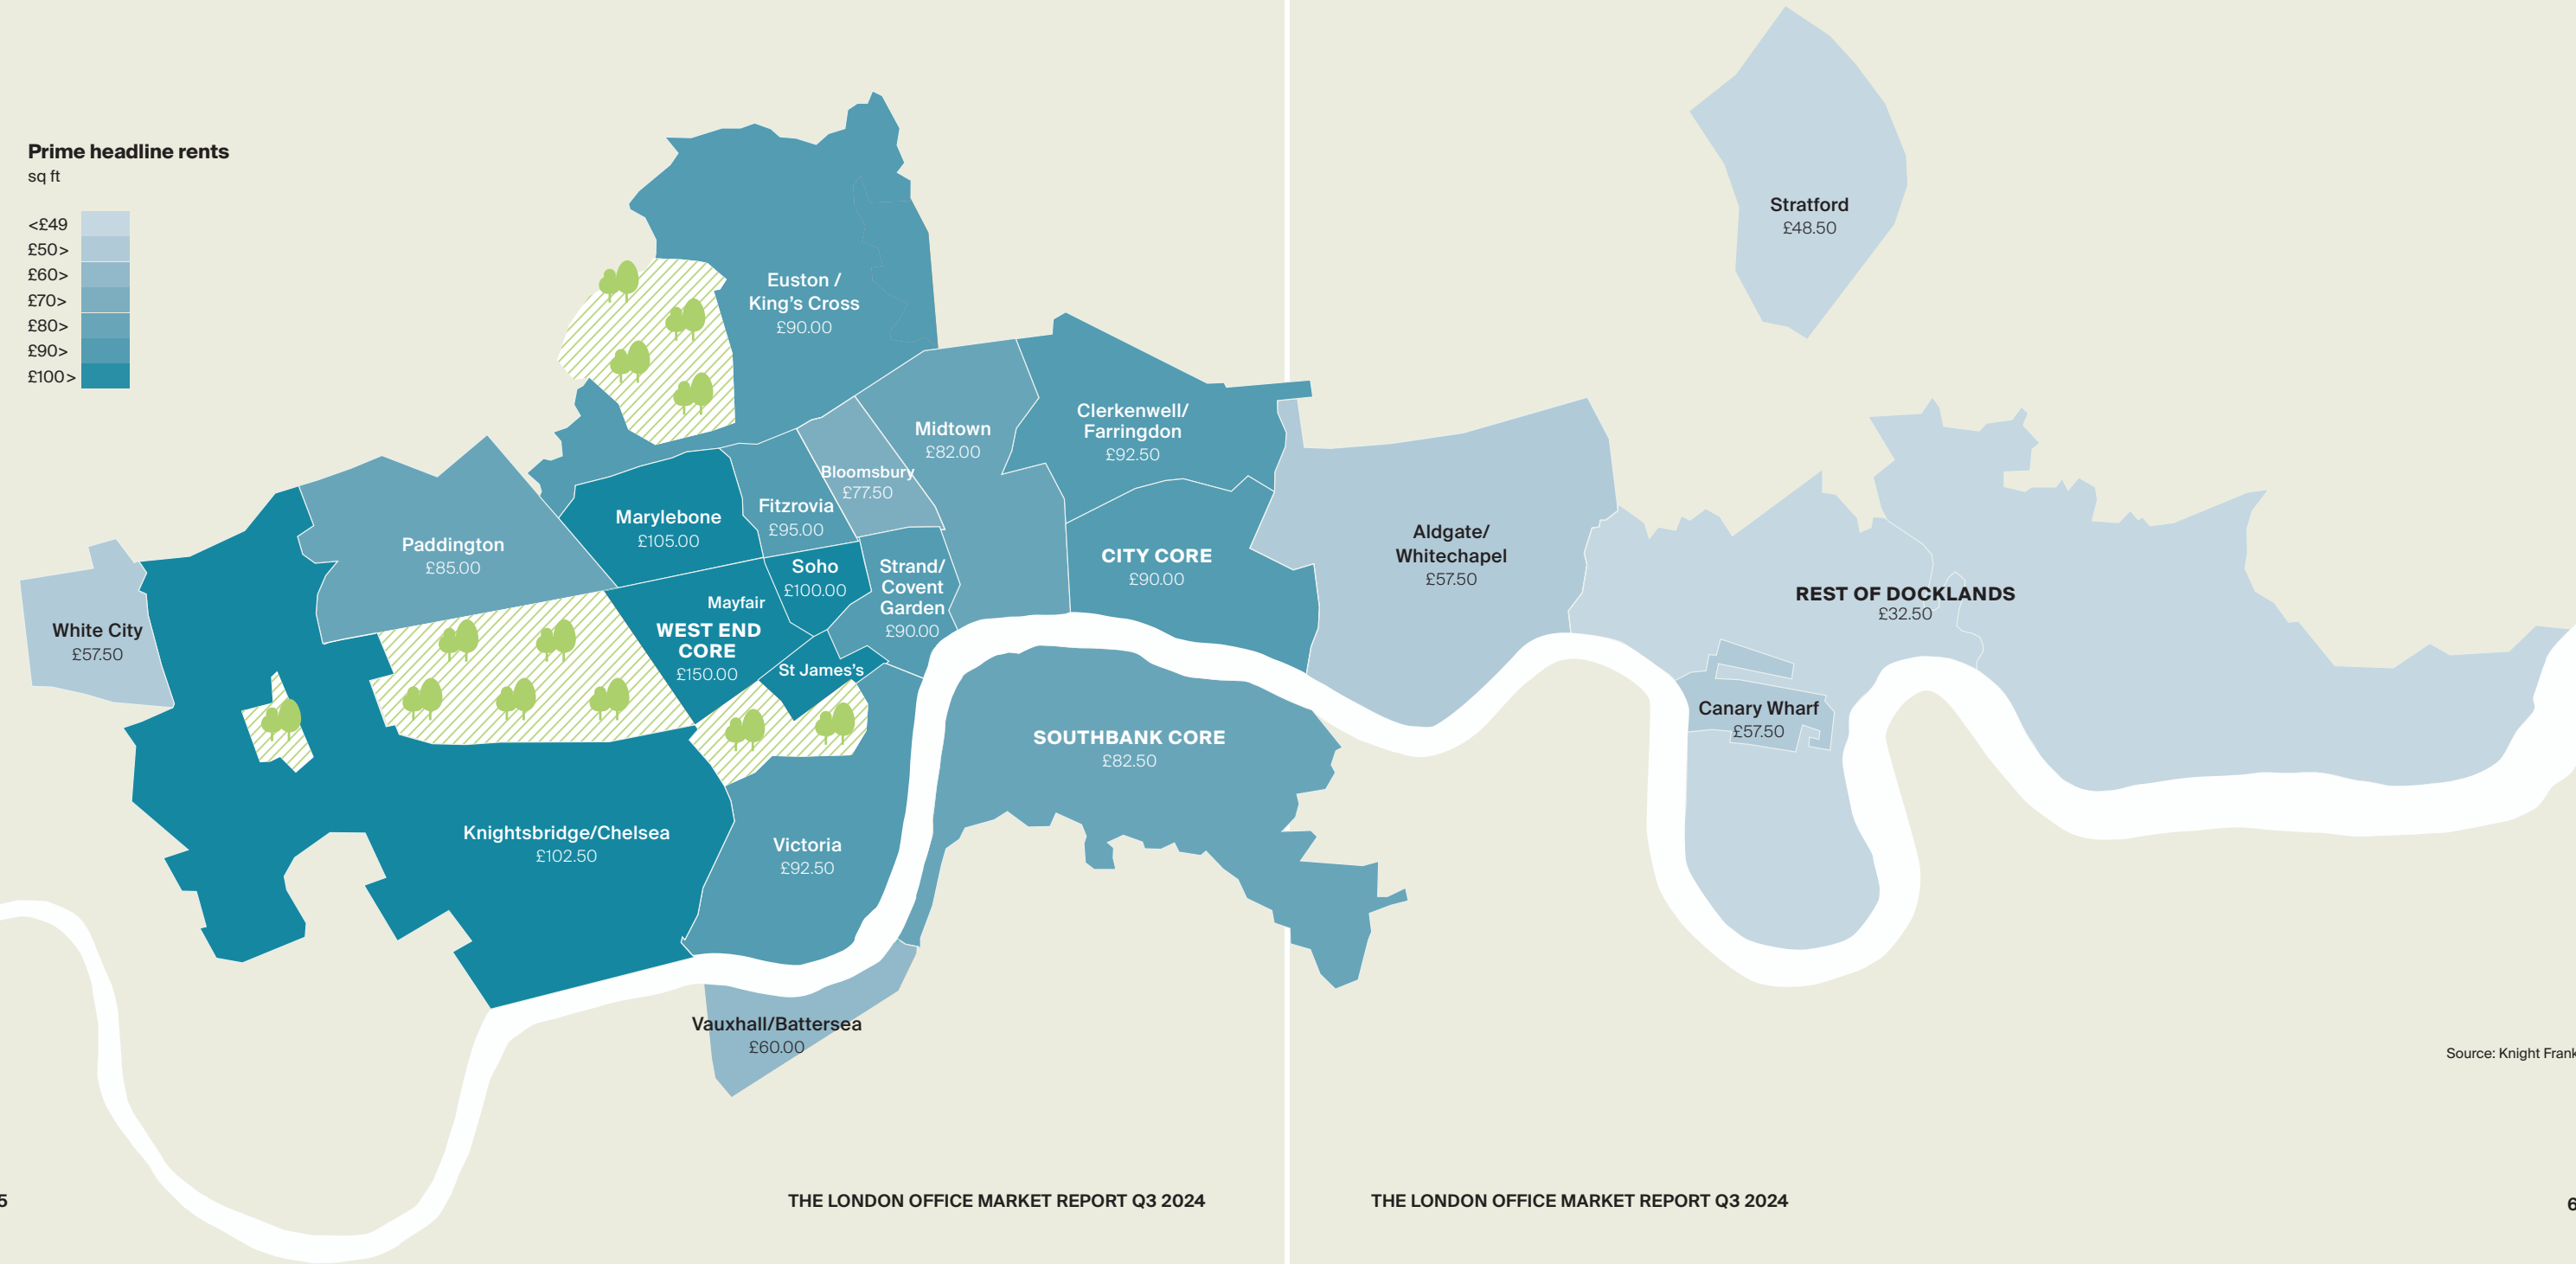 Prime headline rents
sq ft
<£49
£50>
£60>
£70>
£80>
£90>
£100>
Stratford
£48.50
Euston /
King's Cross
£90.00
Clerkenwell/
Farringdon
£92.50
Midtown
£82.00
Bloomsbury
£77.50
Fitzrovia
£95.00
Marylebone
£105.00
Paddington
£85.00
White City
£57.50
Soho
£100.00
Strand/
Covent
Garden
£90.00
CITY CORE
£90.00
Aldgate/
Whitechapel
£57.50
REST OF DOCKLANDS
£32.50
Mayfair
WEST END
CORE
£150.00
St James's
Canary Wharf
£57.50
SOUTHBANK CORE
£82.50
Knightsbridge/Chelsea
£102.50
Victoria
£92.50
Vauxhall/Battersea
£60.00
Source: Knight Frank
5
THE LONDON OFFICE MARKET REPORT Q3 2024
THE LONDON OFFICE MARKET REPORT Q3 2024
6